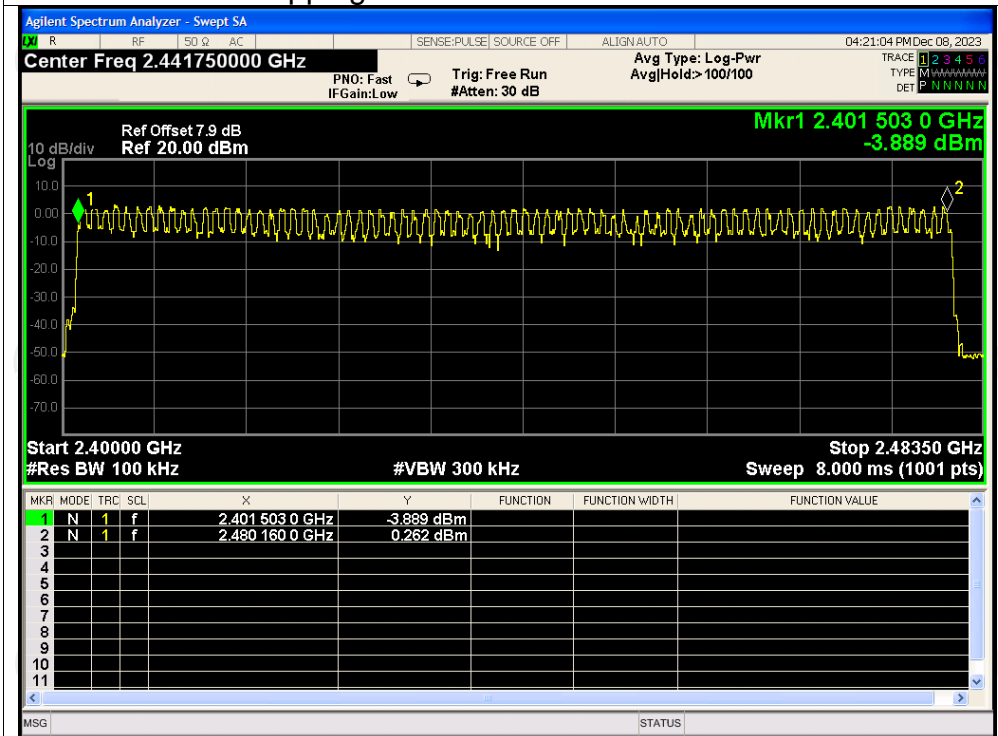 Agilent Spectrum Analyzer - Swept SA
LXI R RF 50 Ω AC SENSE:PULSE SOURCE OFF ALIGN AUTO 04:21:04 PM Dec 08, 2023
Center Freq 2.441750000 GHz
PNO: Fast
IFGain:Low
Trig: Free Run
#Atten: 30 dB
Avg Type: Log-Pwr
Avg|Hold:> 100/100
TRACE 1 2 3 4 5 6
TYPE M
DET P N N N N N
Mkr1 2.401 503 0 GHz
-3.889 dBm
Ref Offset 7.9 dB
10 dB/div Ref 20.00 dBm
Log
10.0
0.00
-10.0
-20.0
-30.0
-40.0
-50.0
-60.0
-70.0
1
2
Start 2.40000 GHz Stop 2.48350 GHz
#Res BW 100 kHz #VBW 300 kHz Sweep 8.000 ms (1001 pts)
MKR MODE TRC SCL X Y FUNCTION FUNCTION WIDTH FUNCTION VALUE
1 N 1 f 2.401 503 0 GHz -3.889 dBm
2 N 1 f 2.480 160 0 GHz 0.262 dBm
3
4
5
6
7
8
9
10
11
MSG STATUS